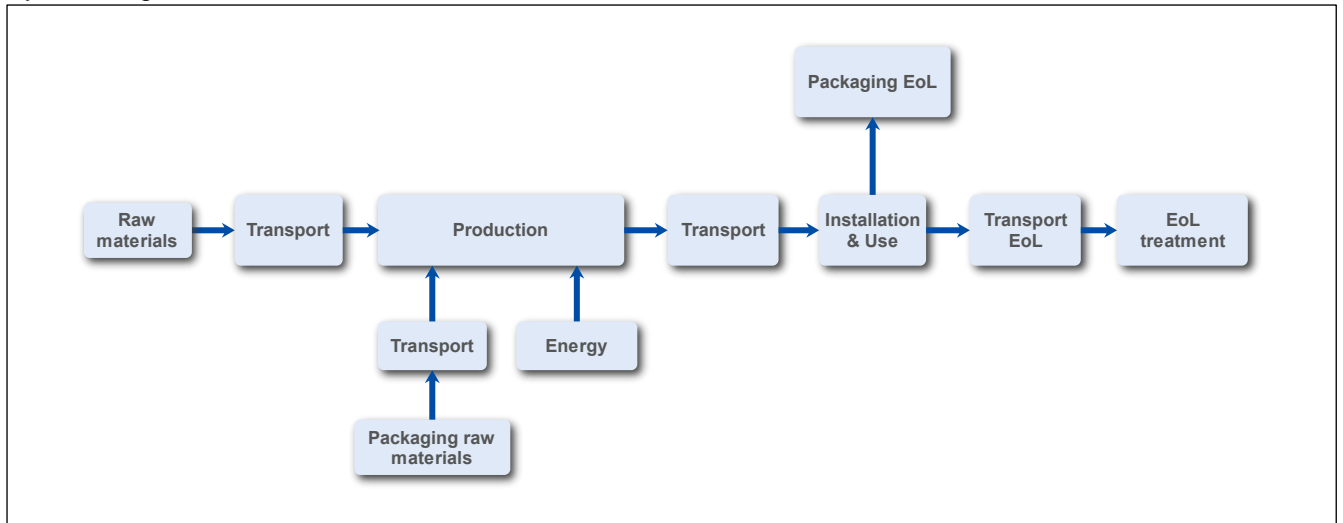 Packaging EoL
Raw
materials
Transport
Production
Transport
Installation
& Use
Transport
EoL
EoL
treatment
Transport
Energy
Packaging raw
materials